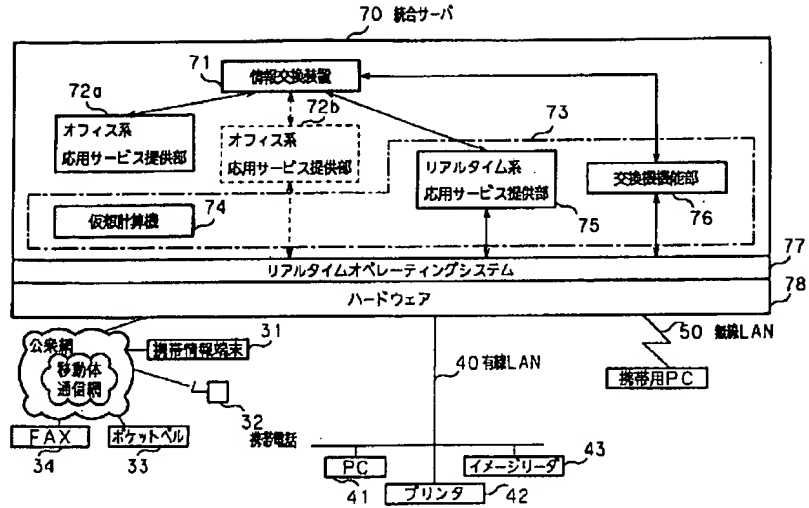 70 統合サーバ
71
情報交換装置
72a
72b
73
オフィス系
応用サービス提供部
オフィス系
応用サービス提供部
リアルタイム系
応用サービス提供部
交換機機能部
仮想計算機
74
75
76
リアルタイムオペレーティングシステム
77
ハードウェア
78
公衆網
移動体
通信網
携帯情報端末
31
32
携帯電話
FAX
34
ポケットベル
33
40 有線LAN
50 無線LAN
携帯用PC
PC
41
イメージリーダ
43
プリンタ
42